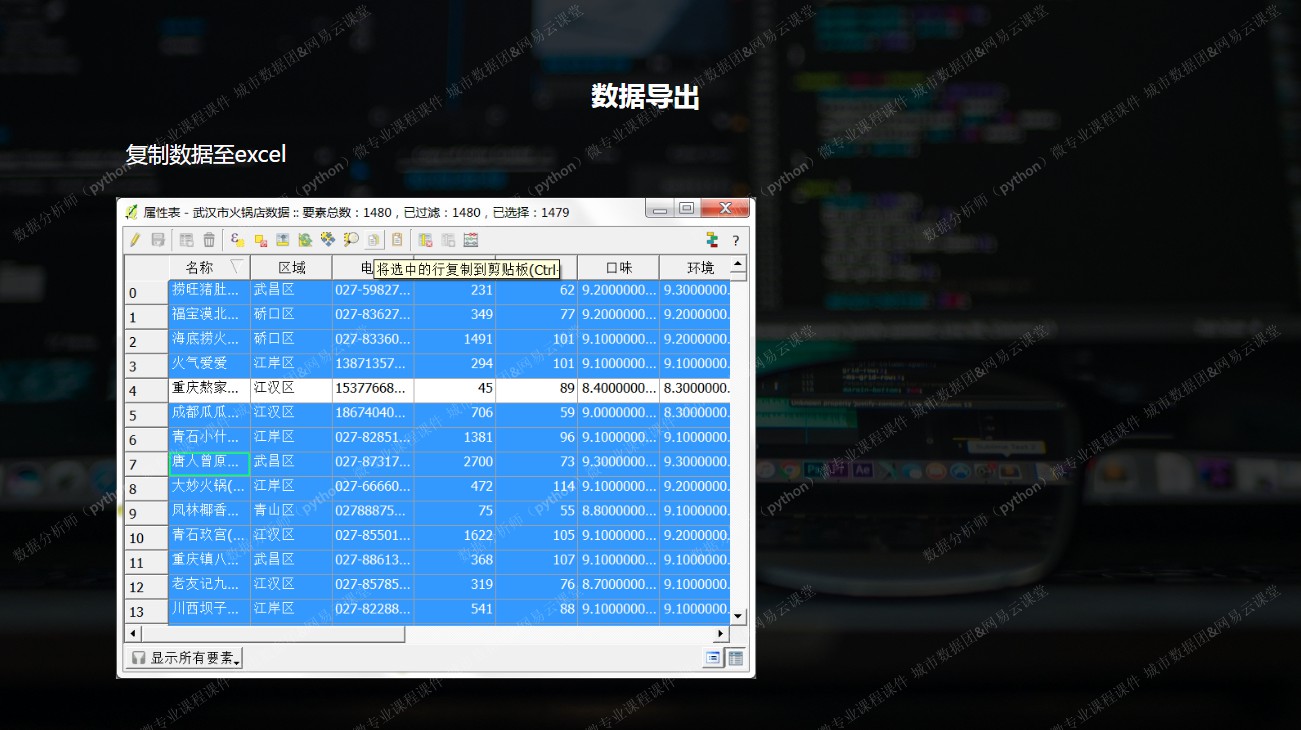 数据导出
复制数据至excel
属性表 - 武汉市火锅店数据 :: 要素总数：1480，已过滤：1480，已选择：1479
?
名称 区域 电 口味 环境
将选中的行复制到剪贴板(Ctrl-
0 捞旺猪肚... 武昌区 027-59827... 231 62 9.2000000... 9.3000000.
1 福宝漠北... 硚口区 027-83627... 349 77 9.2000000... 9.2000000.
2 海底捞火... 硚口区 027-83360... 1491 101 9.1000000... 9.2000000.
3 火气爱爱 江岸区 13871357... 294 101 9.1000000... 9.1000000.
4 重庆熬家... 江汉区 15377668... 45 89 8.4000000... 8.3000000.
5 成都瓜瓜... 江汉区 18674040... 706 59 9.0000000... 8.3000000.
6 青石小什... 江岸区 027-82851... 1381 96 9.1000000... 9.1000000.
7 唐人曾原... 武昌区 027-87317... 2700 73 9.3000000... 9.3000000.
8 大妙火锅(... 江岸区 027-66660... 472 114 9.1000000... 9.2000000.
9 凤林椰香... 青山区 02788875... 75 55 8.8000000... 9.1000000.
10 青石玖宫(... 江汉区 027-85501... 1622 105 9.1000000... 9.2000000.
11 重庆镇八... 武昌区 027-88613... 368 107 9.1000000... 9.1000000.
12 老友记九... 江汉区 027-85785... 319 76 8.7000000... 9.1000000.
13 川西坝子... 江岸区 027-82288... 541 88 9.1000000... 9.1000000.
显示所有要素
数据分析师（python）微专业课程课件 城市数据团&网易云课堂